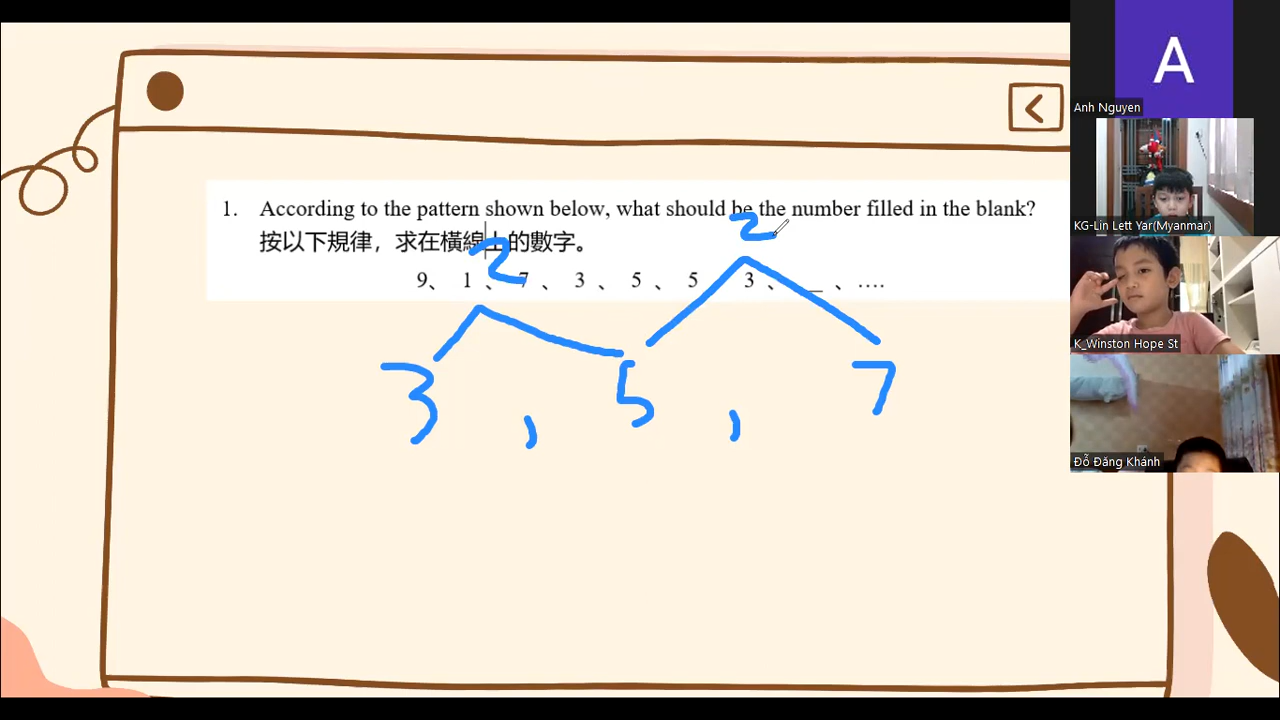 1. According to the pattern shown below, what should be the number filled in the blank?
按以下規律，求在橫線上的數字。
9、 1 、 7 、 3 、 5 、 5 、 3 、 __ 、….
2
2
3 , 5 , 7
A
Anh Nguyen
KG-Lin Lett Yar(Myanmar)
K_Winston Hope St
Đỗ Đăng Khánh